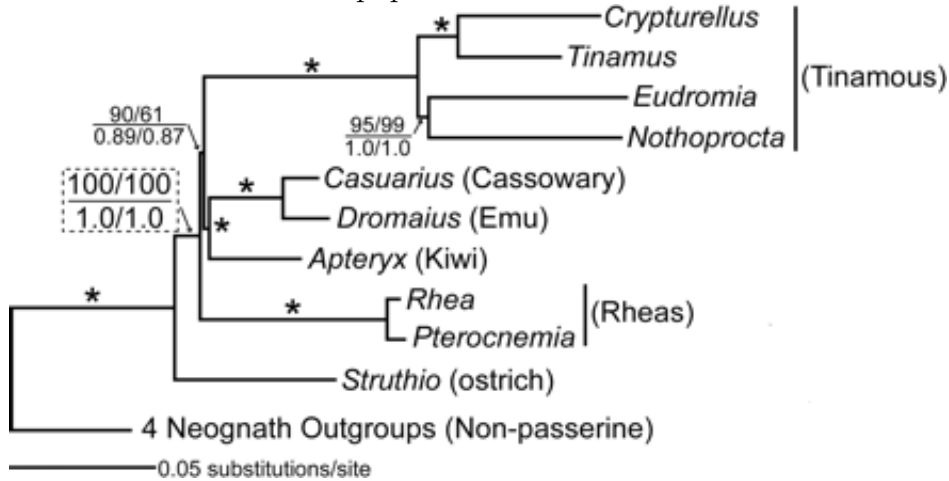 Crypturellus
*
Tinamus
*
(Tinamous)
Eudromia
90/61
0.89/0.87
95/99
1.0/1.0
Nothoprocta
100/100
1.0/1.0
*
Casuarius (Cassowary)
Dromaius (Emu)
*
Apteryx (Kiwi)
*
*
Rhea
(Rheas)
Pterocnemia
Struthio (ostrich)
4 Neognath Outgroups (Non-passerine)
0.05 substitutions/site